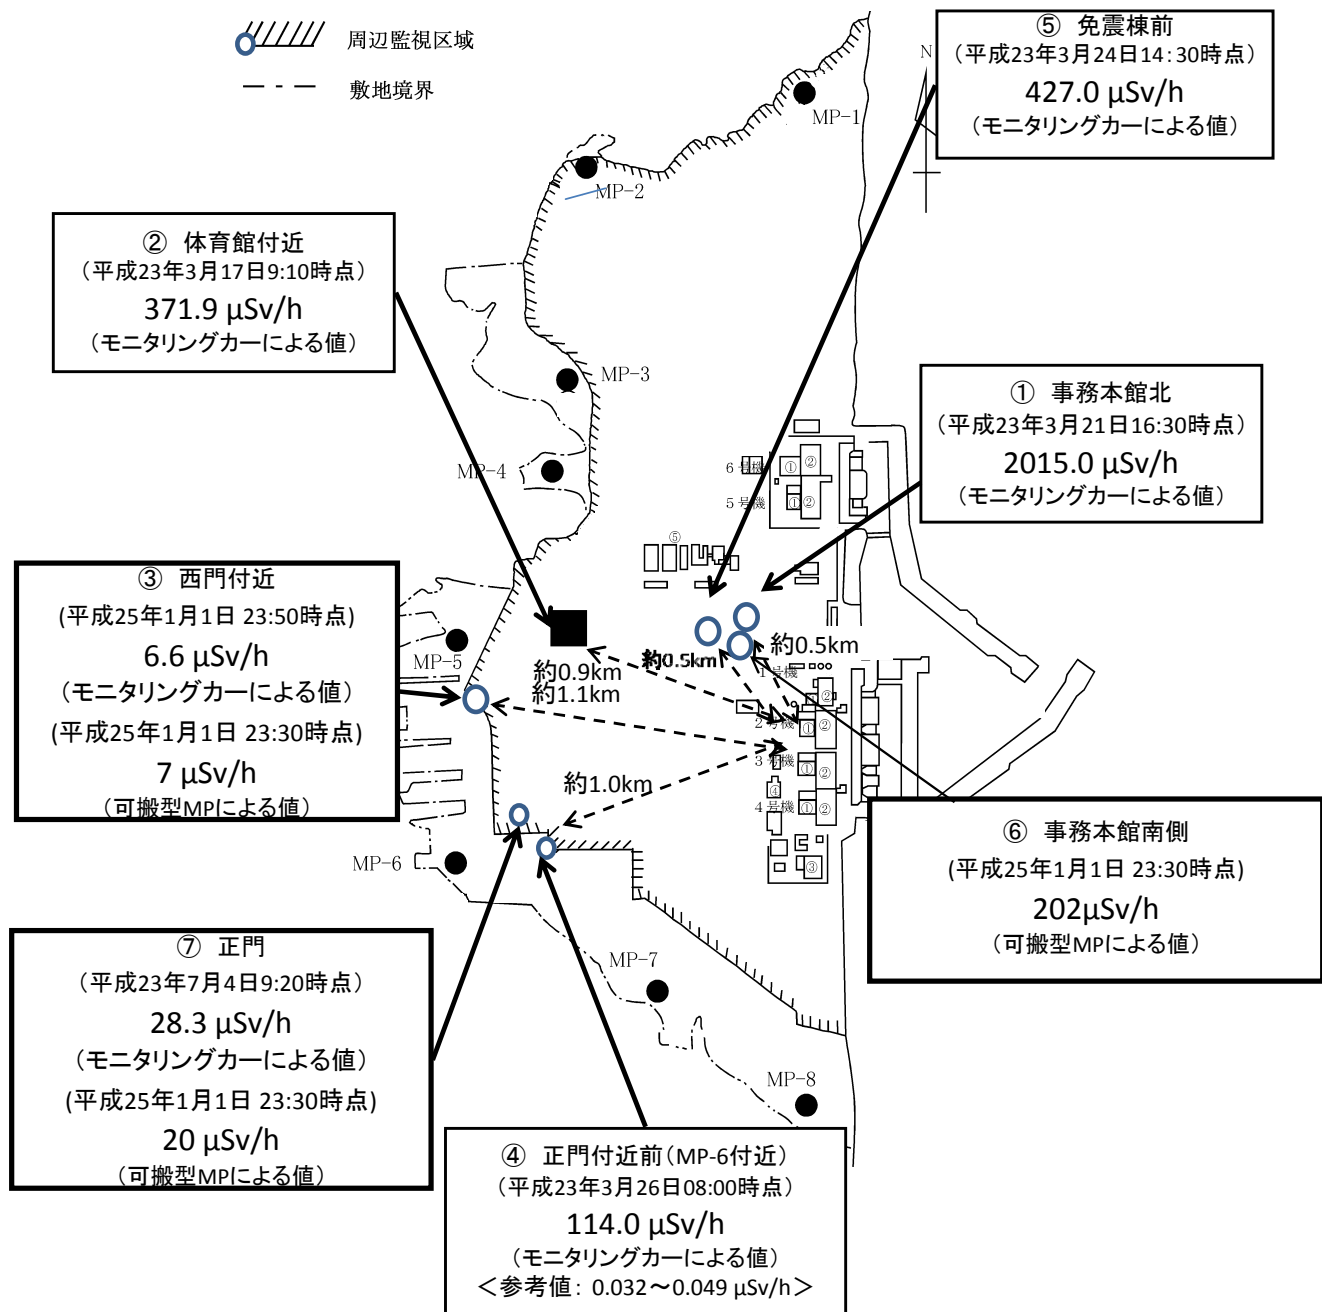 周辺監視区域
敷地境界
⑤ 免震棟前
（平成23年3月24日14:30時点）
427.0 µSv/h
（モニタリングカーによる値）
N
MP-1
MP-2
② 体育館付近
（平成23年3月17日9:10時点）
371.9 µSv/h
（モニタリングカーによる値）
MP-3
① 事務本館北
（平成23年3月21日16:30時点）
2015.0 µSv/h
（モニタリングカーによる値）
MP-4
6号機
① ②
5号機
① ②
⑤
③ 西門付近
(平成25年1月1日 23:50時点)
6.6 µSv/h
（モニタリングカーによる値）
(平成25年1月1日 23:30時点)
7 µSv/h
（可搬型MPによる値）
MP-5
約0.9km
約1.1km
約0.5km
約0.5km
1号機
②
2号機
① ②
3号機
① ②
④
4号機
① ②
③
約1.0km
MP-6
⑥ 事務本館南側
(平成25年1月1日 23:30時点)
202µSv/h
（可搬型MPによる値）
⑦ 正門
（平成23年7月4日9:20時点）
28.3 µSv/h
（モニタリングカーによる値）
(平成25年1月1日 23:30時点)
20 µSv/h
（可搬型MPによる値）
MP-7
MP-8
④ 正門付近前（MP-6付近）
（平成23年3月26日08:00時点）
114.0 µSv/h
（モニタリングカーによる値）
＜参考値： 0.032～0.049 µSv/h＞